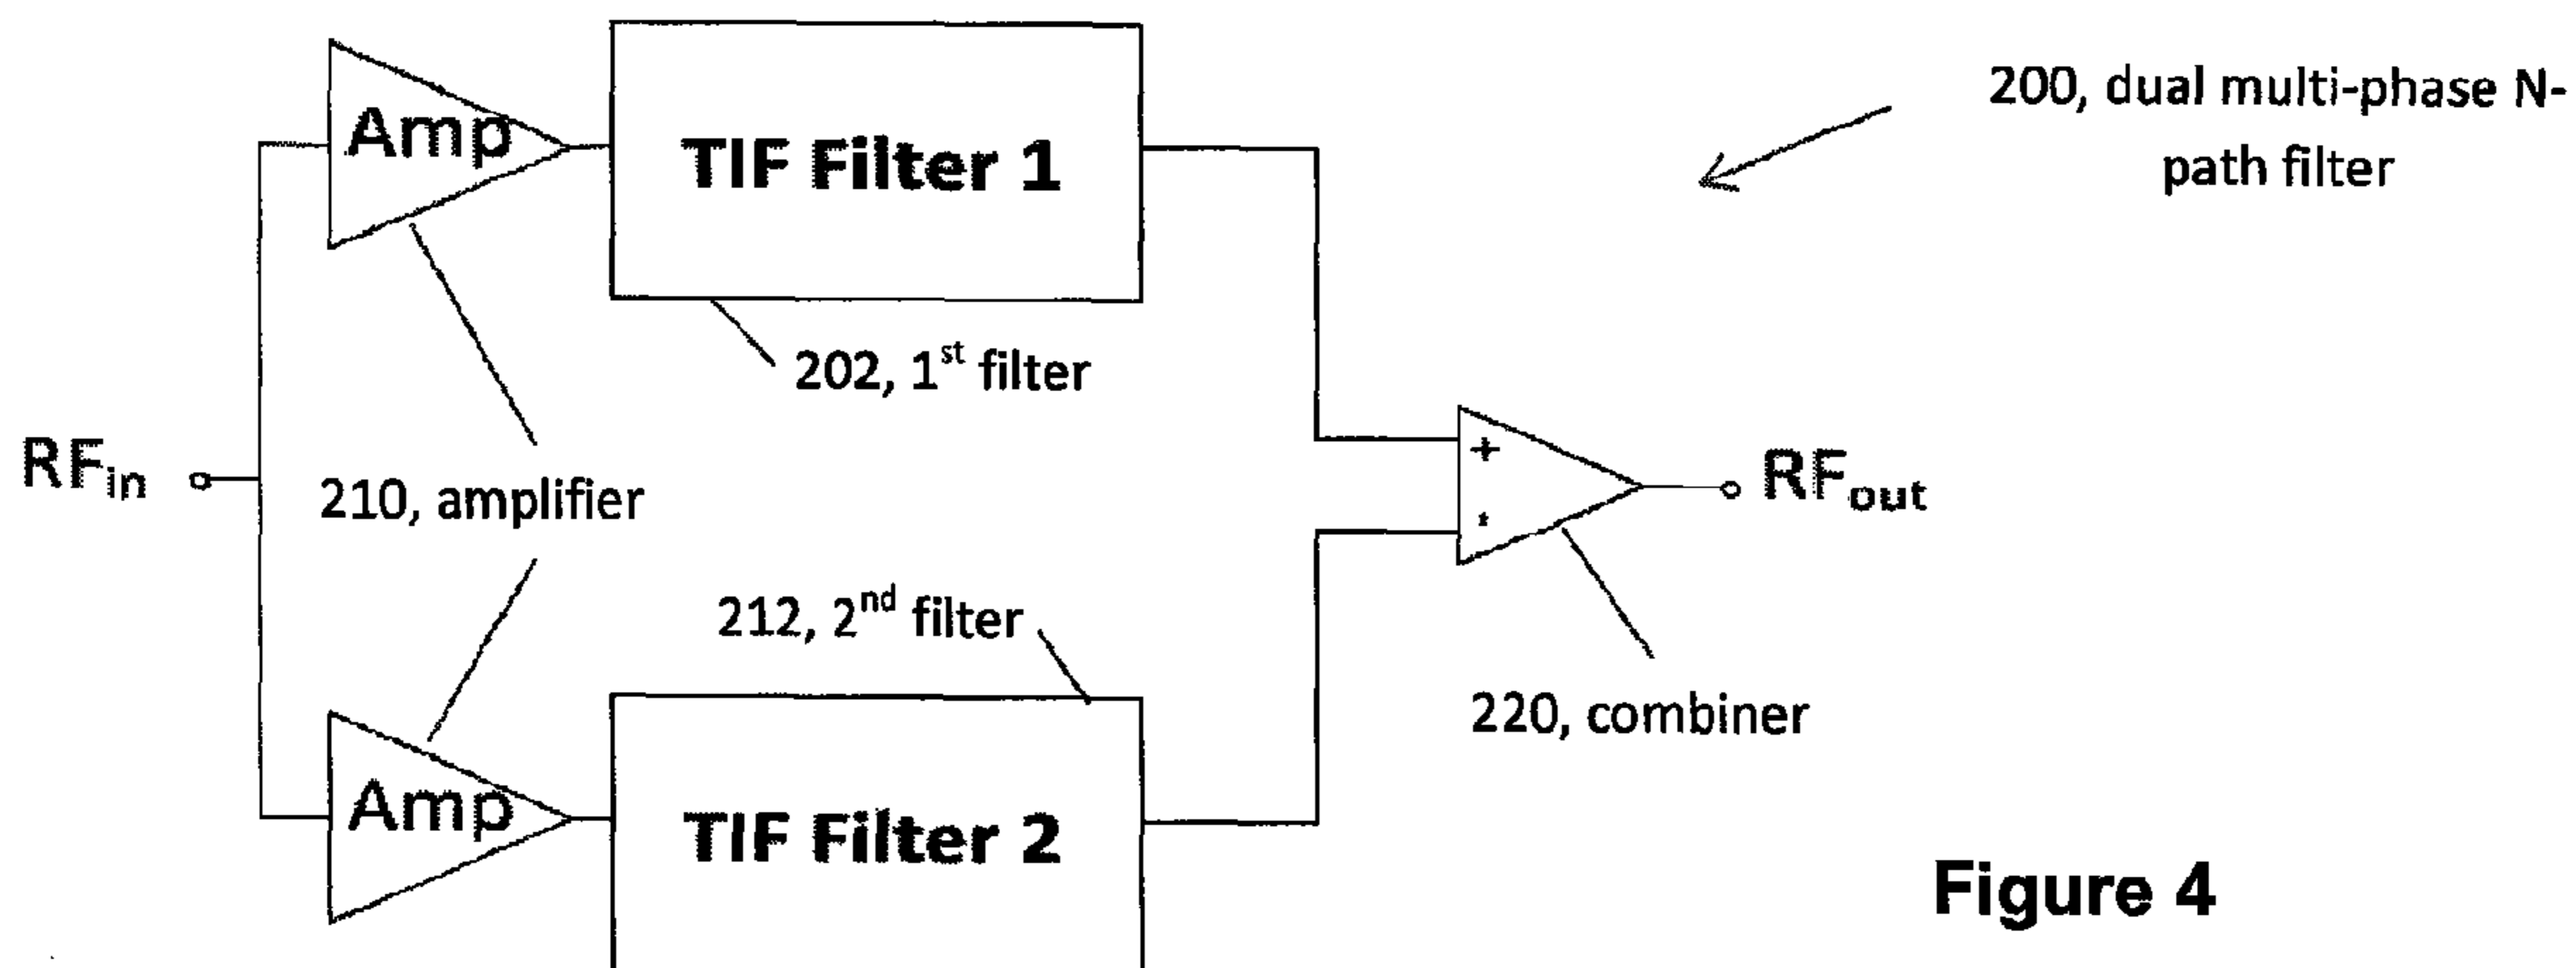 Amp
TIF Filter 1
200, dual multi-phase N-
path filter
202, 1st filter
RFin
210, amplifier
+
-
RFout
212, 2nd filter
220, combiner
Amp
TIF Filter 2
Figure 4